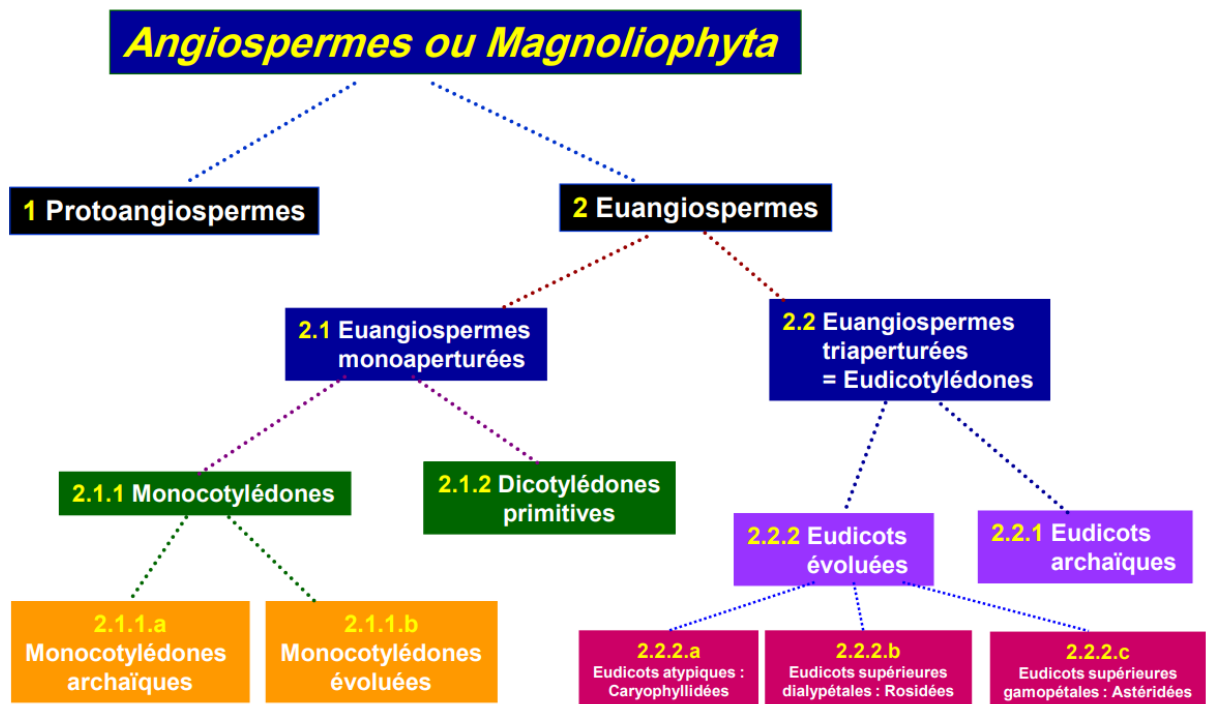 Angiospermes ou Magnoliophyta
1 Protoangiospermes
2 Euangiospermes
2.1 Euangiospermes
monoaperturées
2.2 Euangiospermes
triaperturées
= Eudicotylédones
2.1.1 Monocotylédones
2.1.2 Dicotylédones
primitives
2.2.2 Eudicots
évoluées
2.2.1 Eudicots
archaïques
2.1.1.a
Monocotylédones
archaïques
2.1.1.b
Monocotylédones
évoluées
2.2.2.a
Eudicots atypiques :
Caryophyllidées
2.2.2.b
Eudicots supérieures
dialypétales : Rosidées
2.2.2.c
Eudicots supérieures
gamopétales : Astéridées